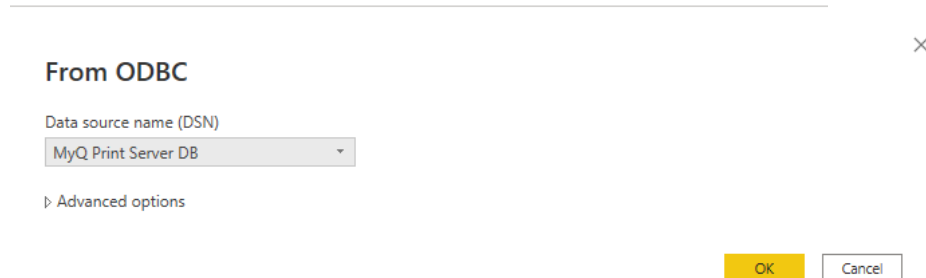 From ODBC
Data source name (DSN)
MyQ Print Server DB
Advanced options
OK Cancel